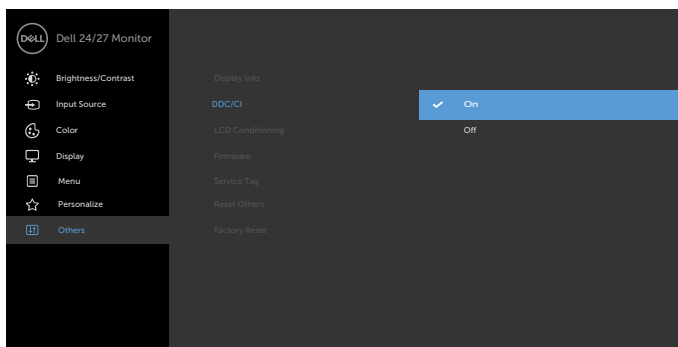 DELL Dell 24/27 Monitor
Brightness/Contrast
Input Source
Color
Display
Menu
Personalize
Others
Display Info
DDC/CI
LCD Conditioning
Firmware
Service Tag
Reset Others
Factory Reset
On
Off